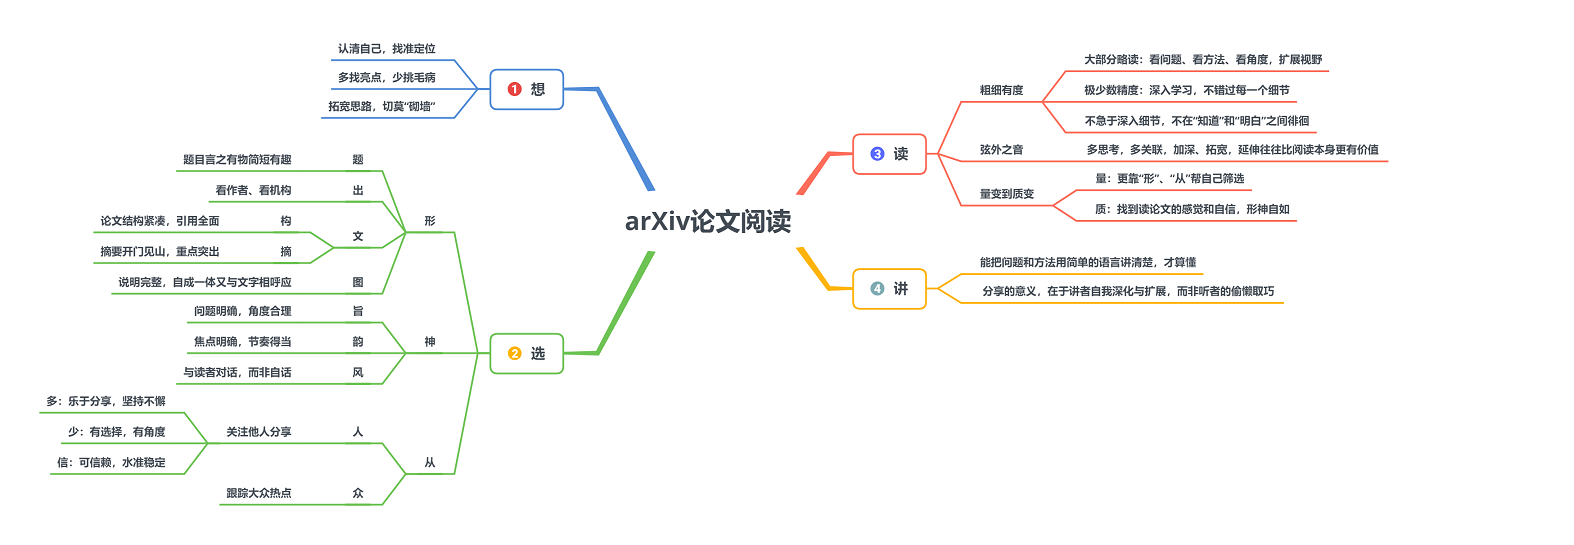 arXiv论文阅读
1 想
认清自己，找准定位
多找亮点，少挑毛病
拓宽思路，切莫“砌墙”
2 选
形
题
题目言之有物简短有趣
出
看作者、看机构
文
构
论文结构紧凑，引用全面
摘
摘要开门见山，重点突出
图
说明完整，自成一体又与文字相呼应
神
旨
问题明确，角度合理
韵
焦点明确，节奏得当
风
与读者对话，而非自话
从
人
关注他人分享
多：乐于分享，坚持不懈
少：有选择，有角度
信：可信赖，水准稳定
众
跟踪大众热点
3 读
粗细有度
大部分略读：看问题、看方法、看角度，扩展视野
极少数精度：深入学习，不错过每一个细节
不急于深入细节，不在“知道”和“明白”之间徘徊
弦外之音
多思考，多关联，加深、拓宽，延伸往往比阅读本身更有价值
量变到质变
量：更靠“形”、“从”帮自己筛选
质：找到读论文的感觉和自信，形神自如
4 讲
能把问题和方法用简单的语言讲清楚，才算懂
分享的意义，在于讲者自我深化与扩展，而非听者的偷懒取巧